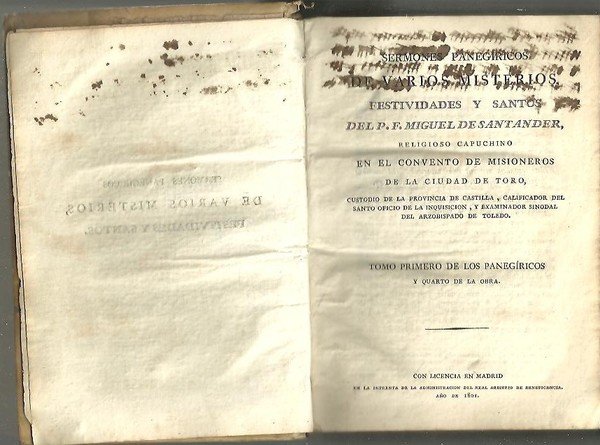 SERMONES PANEGÍRICOS
DE VARIOS MISTERIOS,
FESTIVIDADES Y SANTOS
DEL P. F. MIGUEL DE SANTANDER,
RELIGIOSO CAPUCHINO
EN EL CONVENTO DE MISIONEROS
DE LA CIUDAD DE TORO,
CUSTODIO DE LA PROVINCIA DE CASTILLA, CALIFICADOR DEL
SANTO OFICIO DE LA INQUISICION, Y EXAMINADOR SINODAL
DEL ARZOBISPADO DE TOLEDO.
TOMO PRIMERO DE LOS PANEGÍRICOS
Y QUARTO DE LA OBRA.
CON LICENCIA EN MADRID
EN LA IMPRENTA DE LA ADMINISTRACION DEL REAL ARBITRIO DE BENEFICENCIA.
AÑO DE 1801.